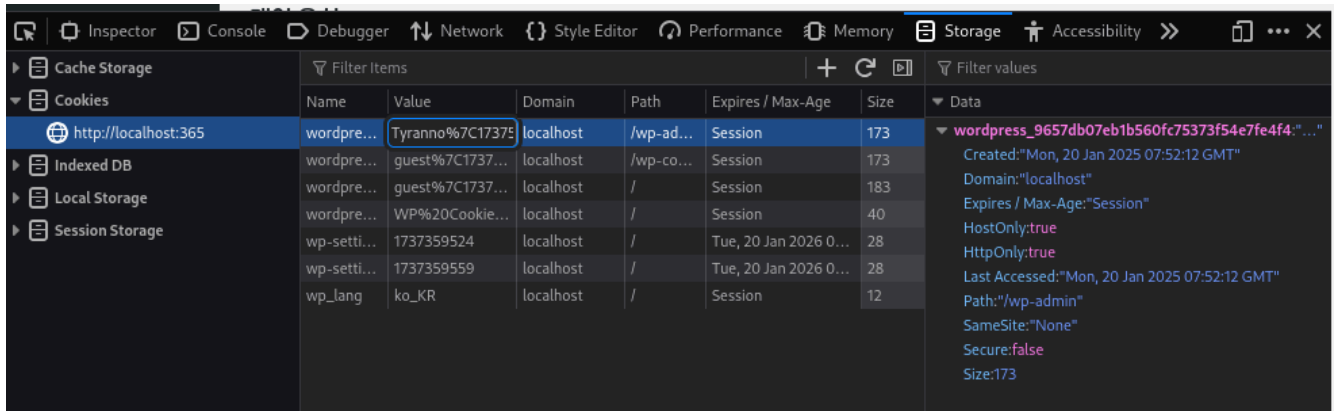 Inspector Console Debugger Network Style Editor Performance Memory Storage Accessibility
Cache Storage
Cookies
http://localhost:365
Indexed DB
Local Storage
Session Storage
Filter Items
Name Value Domain Path Expires / Max-Age Size
wordpre... Tyranno%7C17375 localhost /wp-ad... Session 173
wordpre... guest%7C1737... localhost /wp-co... Session 173
wordpre... guest%7C1737... localhost / Session 183
wordpre... WP%20Cookie... localhost / Session 40
wp-setti... 1737359524 localhost / Tue, 20 Jan 2026 0... 28
wp-setti... 1737359559 localhost / Tue, 20 Jan 2026 0... 28
wp_lang ko_KR localhost / Session 12
Filter values
Data
wordpress_9657db07eb1b560fc75373f54e7fe4f4:"..."
Created:"Mon, 20 Jan 2025 07:52:12 GMT"
Domain:"localhost"
Expires / Max-Age:"Session"
HostOnly:true
HttpOnly:true
Last Accessed:"Mon, 20 Jan 2025 07:52:12 GMT"
Path:"/wp-admin"
SameSite:"None"
Secure:false
Size:173